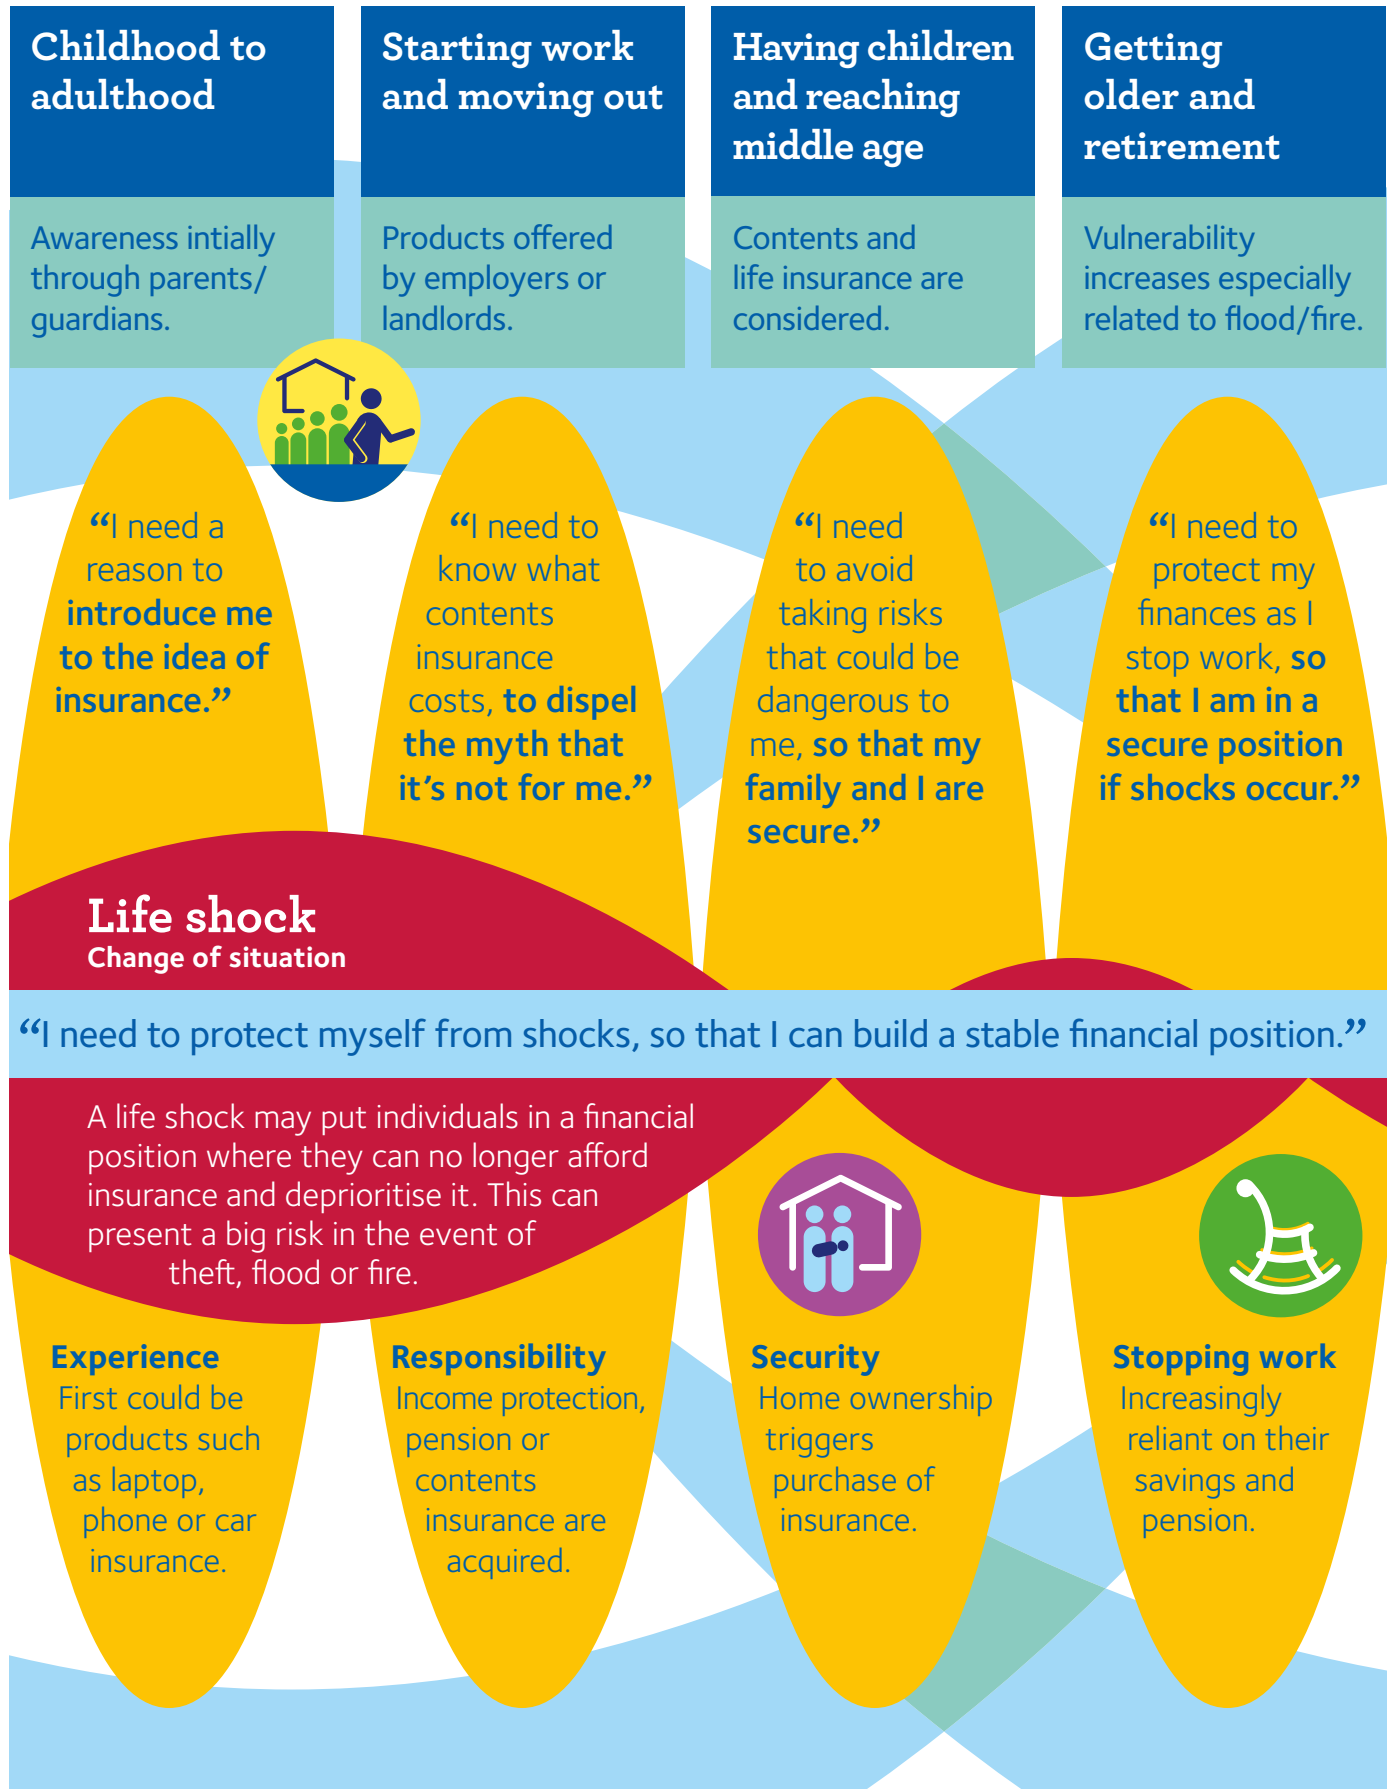 Childhood to
adulthood
Starting work
and moving out
Having children
and reaching
middle age
Getting
older and
retirement
Awareness intially
through parents/
guardians.
Products offered
by employers or
landlords.
Contents and
life insurance are
considered.
Vulnerability
increases especially
related to flood/fire.
“I need a
reason to
introduce me
to the idea of
insurance.”
“I need to
know what
contents
insurance
costs, to dispel
the myth that
it’s not for me.”
“I need
to avoid
taking risks
that could be
dangerous to
me, so that my
family and I are
secure.”
“I need to
protect my
finances as I
stop work, so
that I am in a
secure position
if shocks occur.”
Life shock
Change of situation
“I need to protect myself from shocks, so that I can build a stable financial position.”
A life shock may put individuals in a financial
position where they can no longer afford
insurance and deprioritise it. This can
present a big risk in the event of
theft, flood or fire.
Experience
First could be
products such
as laptop,
phone or car
insurance.
Responsibility
Income protection,
pension or
contents
insurance are
acquired.
Security
Home ownership
triggers
purchase of
insurance.
Stopping work
Increasingly
reliant on their
savings and
pension.